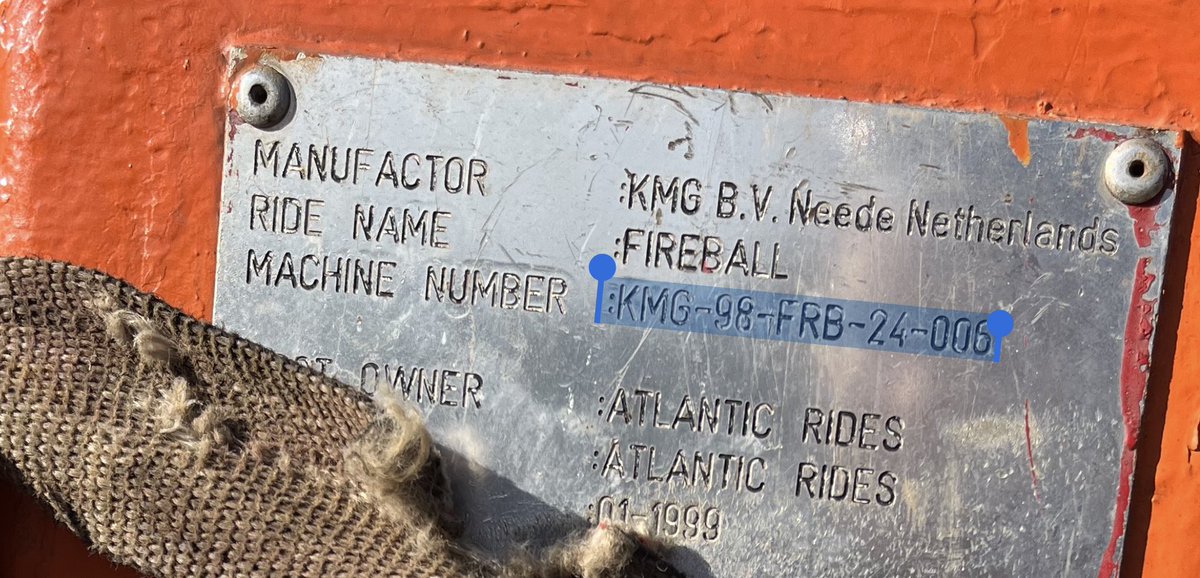 MANUFACTOR :KMG B.V. Neede Netherlands
RIDE NAME :FIREBALL
MACHINE NUMBER :KMG-98-FRB-24-006
OWNER :ATLANTIC RIDES
:ATLANTIC RIDES
:01-1999